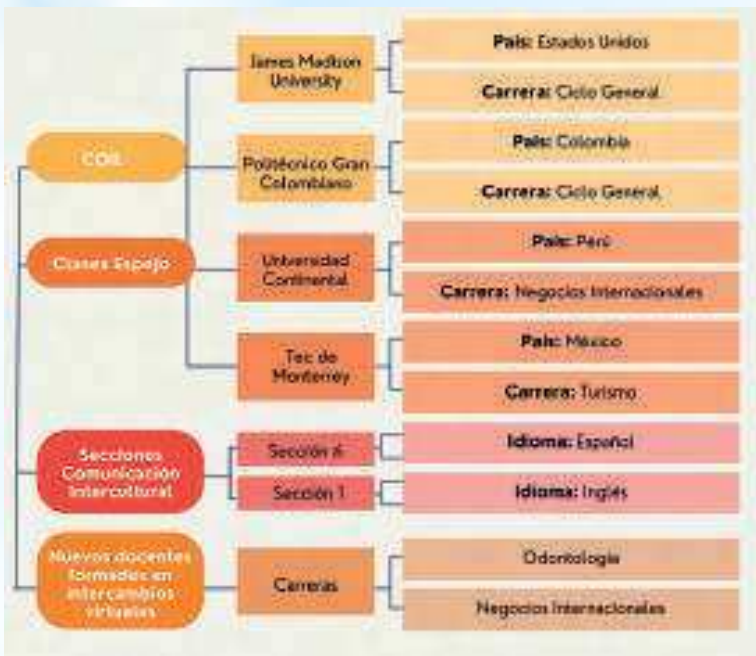 James Madison
University
País: Estados Unidos
Carrera: Ciclo General
COIL
Politécnico Gran
Colombiano
País: Colombia
Carrera: Ciclo General
Clases Espejo
Universidad
Continental
País: Perú
Carrera: Negocios Internacionales
Tec de
Monterrey
País: México
Carrera: Turismo
Secciones
Comunicación
Intercultural
Sección
Idioma: Español
Sección 1
Idioma: Inglés
Nuevos docentes
formados en
intercambios
virtuales
Carreras
Odontología
Negocios Internacionales